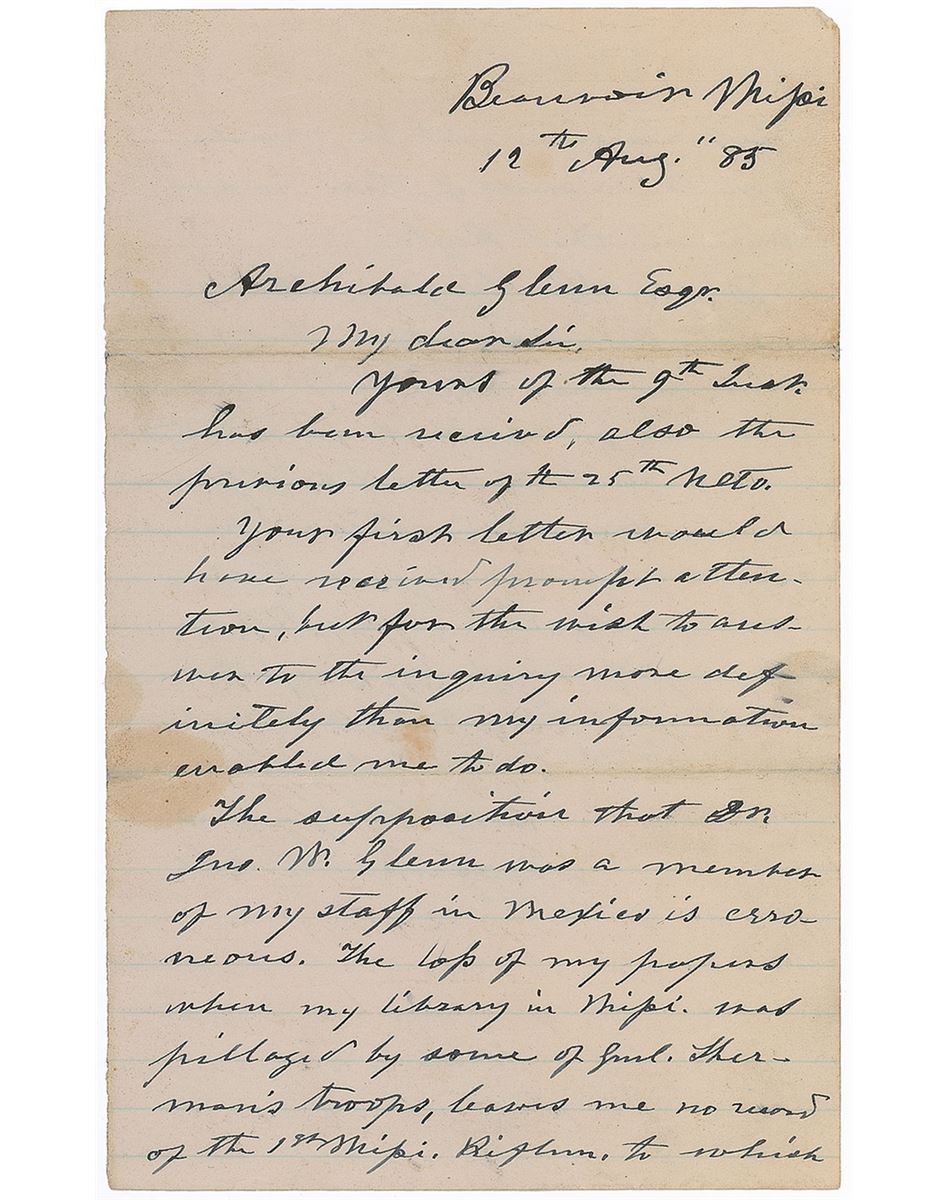 Beauvoir Missi
12th Aug. "85
Archibald Glenn Esqr.
My dear Sir,
Yours of the 9th Inst.
has been received, also the
previous letter of the 25th Ulto.
Your first letter would
have received prompt atten-
tion, but for the wish to ans-
wer to the inquiry more def
initely than my information
enabled me to do.
The supposition that Dr.
Jno. W. Glenn was a member
of my staff in Mexico is erro-
neous. The loss of my papers
when my library in Missi. was
pillaged by some of Genl. Sher-
man's troops, leaves me no record
of the 1st Missi. Riflem. to which